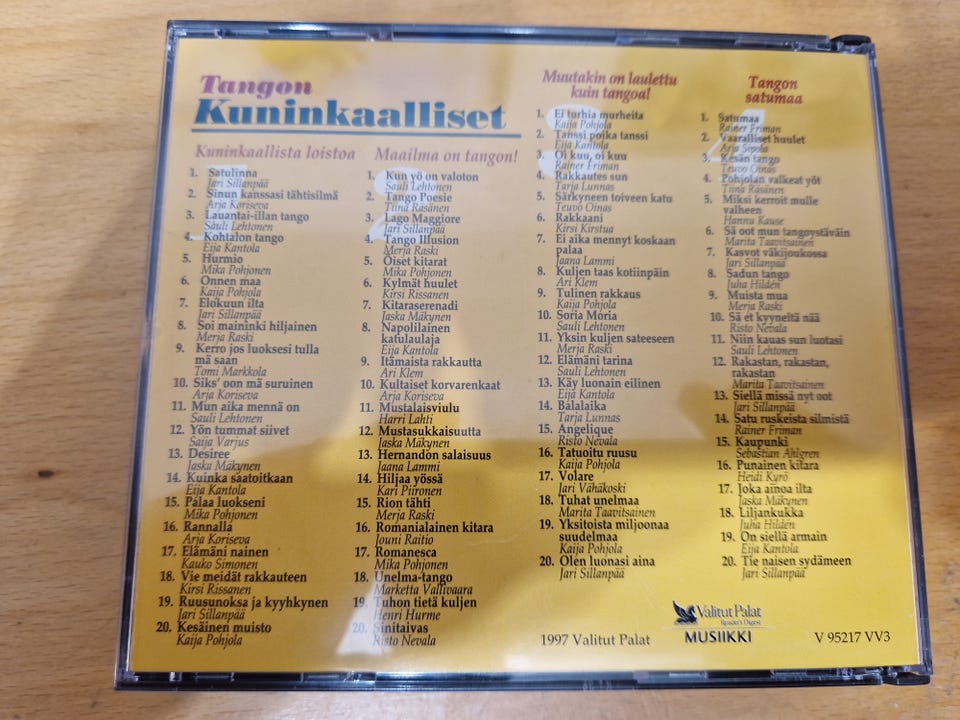 Tangon
Kuninkaalliset
Kuninkaallista loistoa
1. Satulinna
Jari Sillanpää
2. Sinun kanssasi tähtisilmä
Arja Koriseva
3. Lauantai-illan tango
Sauli Lehtonen
4. Kohtalon tango
Eija Kantola
5. Hurmio
Mika Pohjonen
6. Onnen maa
Kaija Pohjola
7. Elokuun ilta
Jari Sillanpää
8. Soi maininki hiljainen
Merja Raski
9. Kerro jos luoksesi tulla
mä saan
Tomi Markkola
10. Siks' oon mä suruinen
Arja Koriseva
11. Mun aika mennä on
Sauli Lehtonen
12. Yön tummat siivet
Saija Varjus
13. Desiree
Jaska Mäkynen
14. Kuinka saatoitkaan
Eija Kantola
15. Palaa luokseni
Mika Pohjonen
16. Rannalla
Arja Koriseva
17. Elämäni nainen
Kauko Simonen
18. Vie meidät rakkauteen
Kirsi Rissanen
19. Ruusunoksa ja kyyhkynen
Jari Sillanpää
20. Kesäinen muisto
Kaija Pohjola
Maailma on tangon!
1. Kun yö on valoton
Sauli Lehtonen
2. Tango Poesie
Tiina Räsänen
3. Lago Maggiore
Jari Sillanpää
4. Tango Illusion
Merja Raski
5. Öiset kitarat
Mika Pohjonen
6. Kylmät huulet
Kirsi Rissanen
7. Kitaraserenadi
Jani Uhlenius
8. Napolilainen
katulaulaja
Eija Kantola
9. Itämaista rakkautta
Ari Klem
10. Kultaiset korvarenkaat
Arja Koriseva
11. Mustalaisviulu
Harri Lahti
12. Mustasukkaisuutta
Jaska Mäkynen
13. Hernandon salaisuus
Jaana Lammi
14. Hiljaa yössä
Kari Piironen
15. Rion tähti
Merja Raski
16. Romanialainen kitara
Jouni Raitio
17. Romanesca
Mika Pohjonen
18. Unelma-tango
Marketta Vallivaara
19. Tuhon tietä kuljen
Henri Hurme
20. Sinitaivas
Risto Nevala
Muutakin on laulettu
kuin tangoa!
1. Ei turhia murheita
Kaija Pohjola
2. Tanssi poika tanssi
Eija Kantola
3. Oi kuu, oi kuu
Rainer Friman
4. Rakkautes sun
Tarja Lunnas
5. Särkyneen toiveen katu
Teuvo Oinas
6. Rakkaani
Kirsi Kirstua
7. Ei aika mennyt koskaan
palaa
Jaana Lammi
8. Kuljen taas kotiinpäin
Ari Klem
9. Tulinen rakkaus
Kaija Pohjola
10. Soria Moria
Sauli Lehtonen
11. Yksin kuljen sateeseen
Merja Raski
12. Elämäni tarina
Sauli Lehtonen
13. Käy luonain eilinen
Eija Kantola
14. Balalaika
Tarja Lunnas
15. Angelique
Risto Nevala
16. Tatuoitu ruusu
Kaija Pohjola
17. Volare
Jari Vähäkoski
18. Tuhat unelmaa
Marita Taavitsainen
19. Yksitoista miljoonaa
suudelmaa
Kaija Pohjola
20. Olen luonasi aina
Jari Sillanpää
Tangon
satumaa
1. Satumaa
Rainer Friman
2. Vaaralliset huulet
Arja Sipola
3. Kesän tango
Teuvo Oinas
4. Pohjolan valkeat yöt
Tiina Räsänen
5. Miksi kerroit mulle
valheen
Hannu Kause
6. Sä oot mun tangoystäväin
Marita Taavitsainen
7. Kasvot väkijoukossa
Jari Sillanpää
8. Sadun tango
Juha Hildén
9. Muista mua
Merja Raski
10. Sä et kyyneltä nää
Risto Nevala
11. Niin kauas sun luotasi
Sauli Lehtonen
12. Rakastan, rakastan,
rakastan
Marita Taavitsainen
13. Siellä missä nyt oot
Jari Sillanpää
14. Satu ruskeista silmistä
Rainer Friman
15. Kaupunki
Sebastian Ahlgren
16. Punainen kitara
Heidi Kyrö
17. Joka ainoa ilta
Jaska Mäkynen
18. Liljankukka
Juha Hildén
19. On siellä armain
Eija Kantola
20. Tie naisen sydämeen
Jari Sillanpää
1997 Valitut Palat
Valitut Palat
Reader's Digest
MUSIIKKI
V 95217 VV3